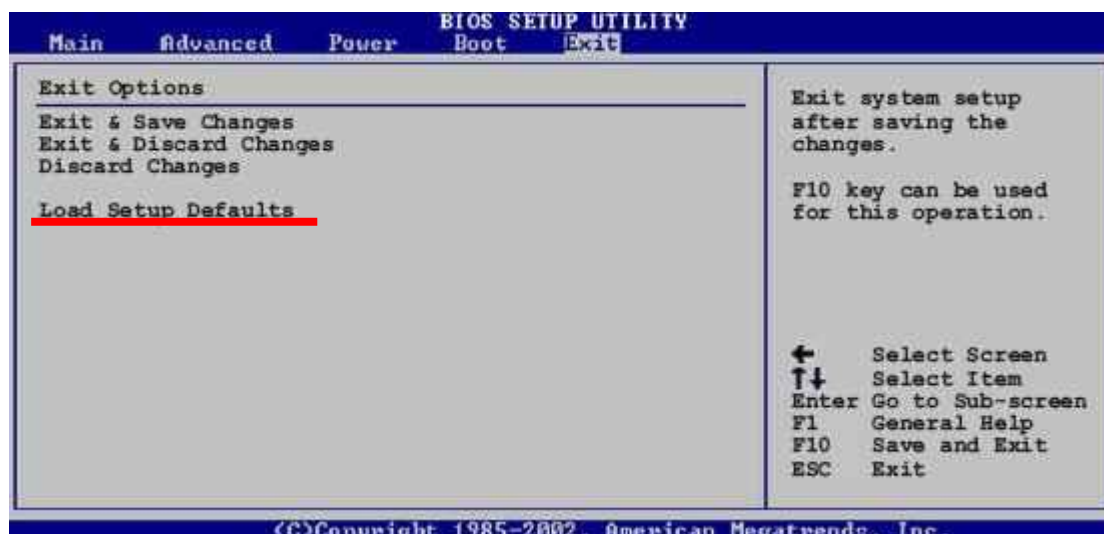 BIOS SETUP UTILITY
Main Advanced Power Boot Exit
Exit Options
Exit & Save Changes
Exit & Discard Changes
Discard Changes
Load Setup Defaults
Exit system setup
after saving the
changes.
F10 key can be used
for this operation.
← Select Screen
↑↓ Select Item
Enter Go to Sub-screen
F1 General Help
F10 Save and Exit
ESC Exit
(C)Copyright 1985-2002, American Megatrends, Inc.